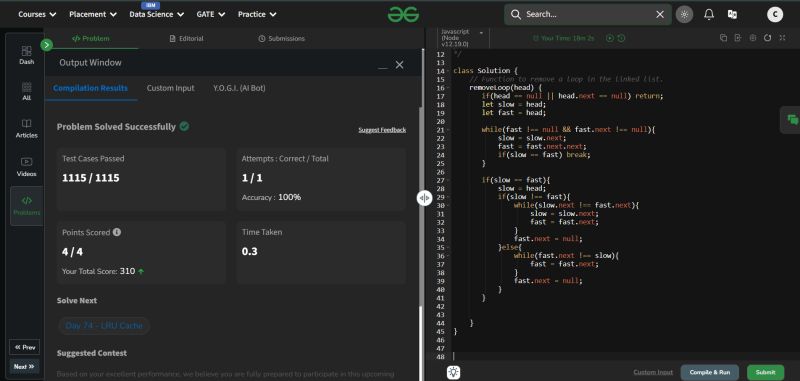 Courses Placement IBM Data Science GATE Practice Search... C
Problem Editorial Submissions
Javascript (Node v12.19.0) Your Time: 18m 2s
Dash
All
Articles
Videos
Problems
Prev
Next
Output Window
Compilation Results Custom Input Y.O.G.I. (AI Bot)
Problem Solved Successfully
Suggest Feedback
Test Cases Passed
1115 / 1115
Attempts : Correct / Total
1 / 1
Accuracy : 100%
Points Scored
4 / 4
Your Total Score: 310
Time Taken
0.3
Solve Next
Day 74 - LRU Cache
Suggested Contest
Based on your excellent performance, we believe you are fully prepared to participate in this upcoming
12 */
13
14 class Solution {
15 // Function to remove a loop in the linked list.
16 removeLoop(head) {
17 if(head == null || head.next == null) return;
18 let slow = head;
19 let fast = head;
20
21 while(fast !== null && fast.next !== null){
22 slow = slow.next;
23 fast = fast.next.next;
24 if(slow == fast) break;
25 }
26
27 if(slow == fast){
28 slow = head;
29 if(slow !== fast){
30 while(slow.next !== fast.next){
31 slow = slow.next;
32 fast = fast.next;
33 }
34 fast.next = null;
35 }else{
36 while(fast.next !== slow){
37 fast = fast.next;
38 }
39 fast.next = null;
40 }
41 }
42
43
44 }
45 }
46
47
48
Custom Input Compile & Run Submit